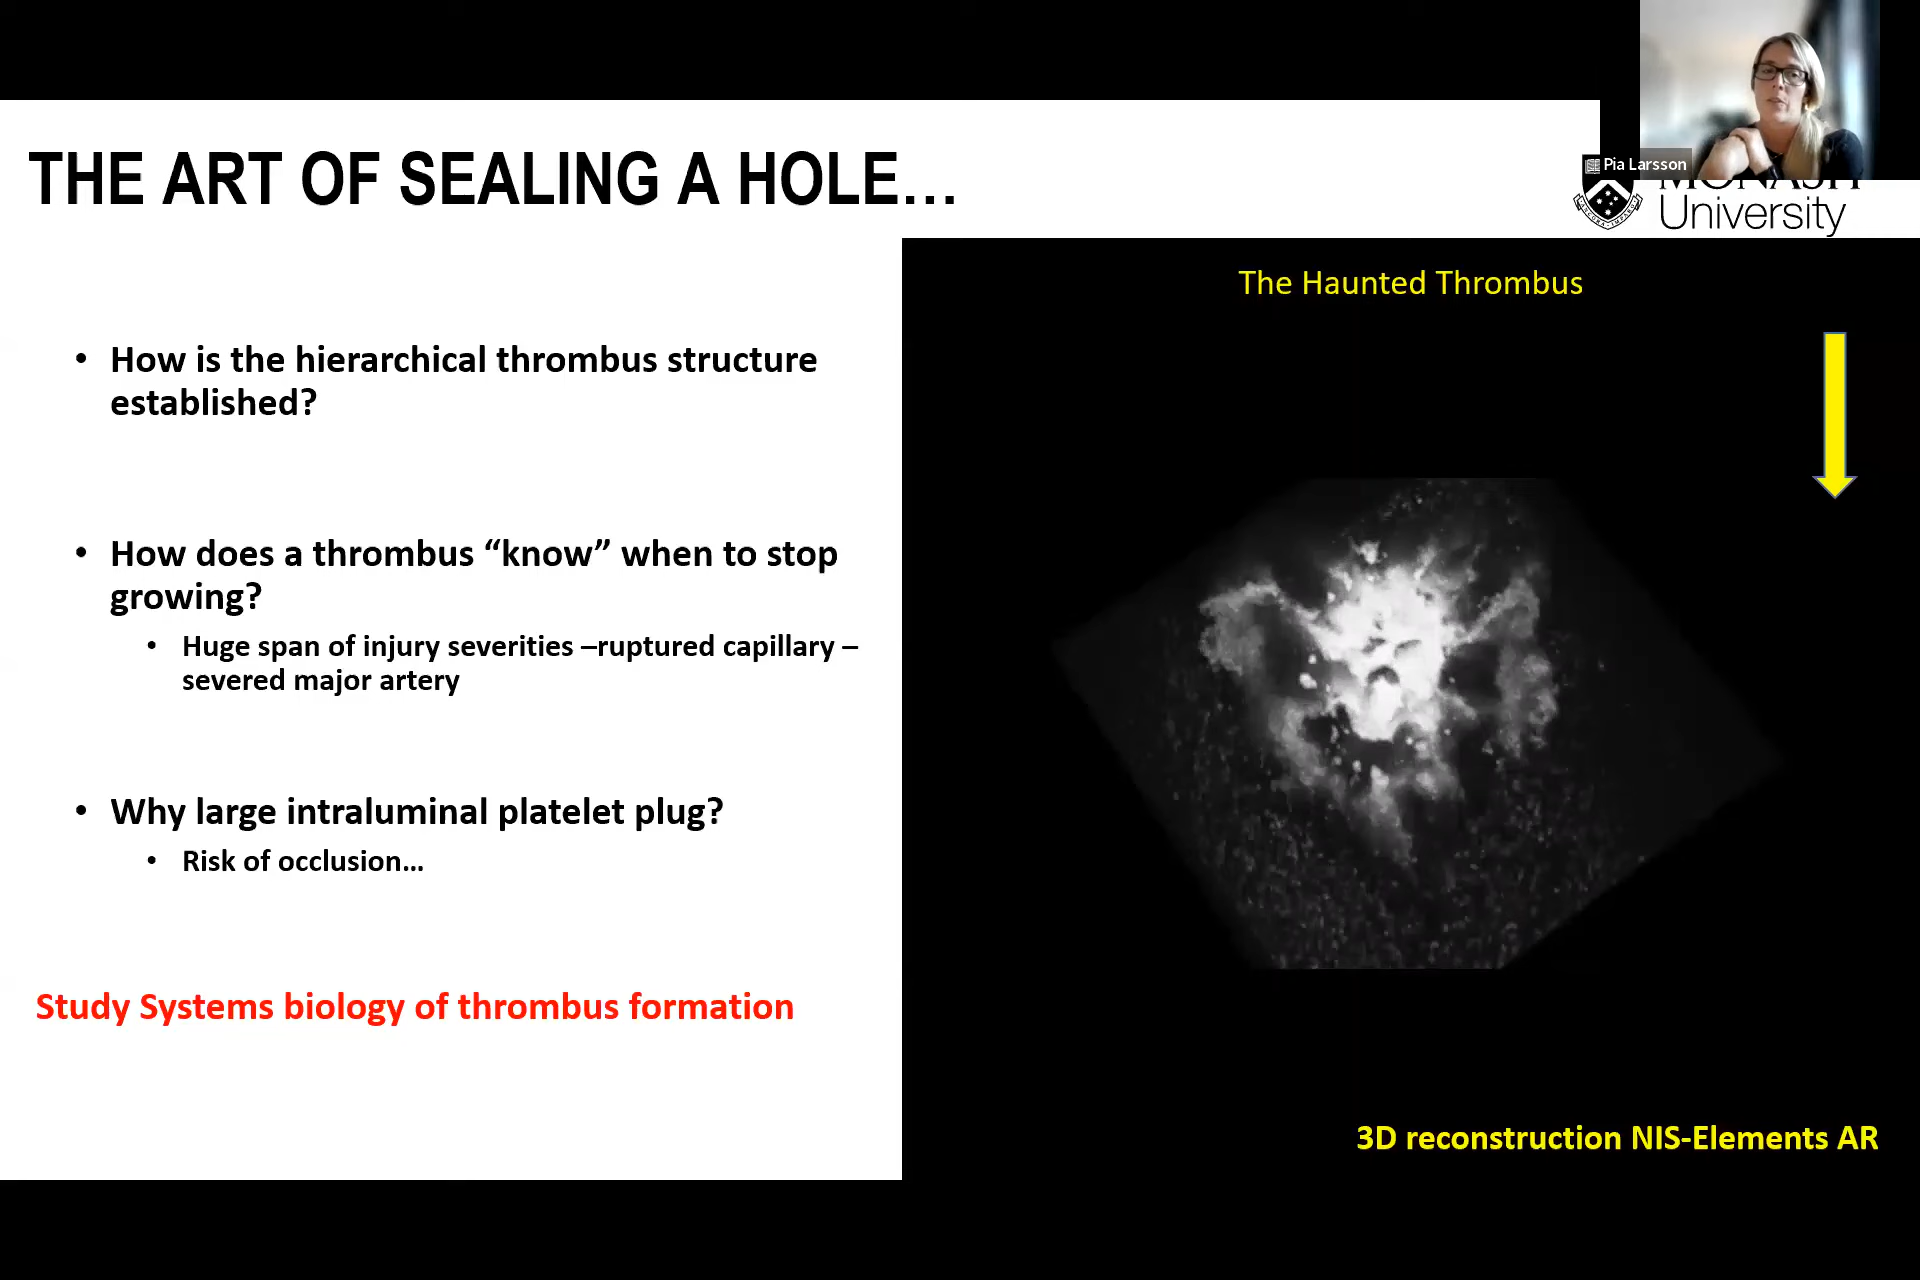 Pia Larsson
THE ART OF SEALING A HOLE...
MONASH
University
The Haunted Thrombus
• How is the hierarchical thrombus structure
established?
• How does a thrombus “know” when to stop
growing?
• Huge span of injury severities –ruptured capillary –
severed major artery
• Why large intraluminal platelet plug?
• Risk of occlusion...
Study Systems biology of thrombus formation
3D reconstruction NIS-Elements AR